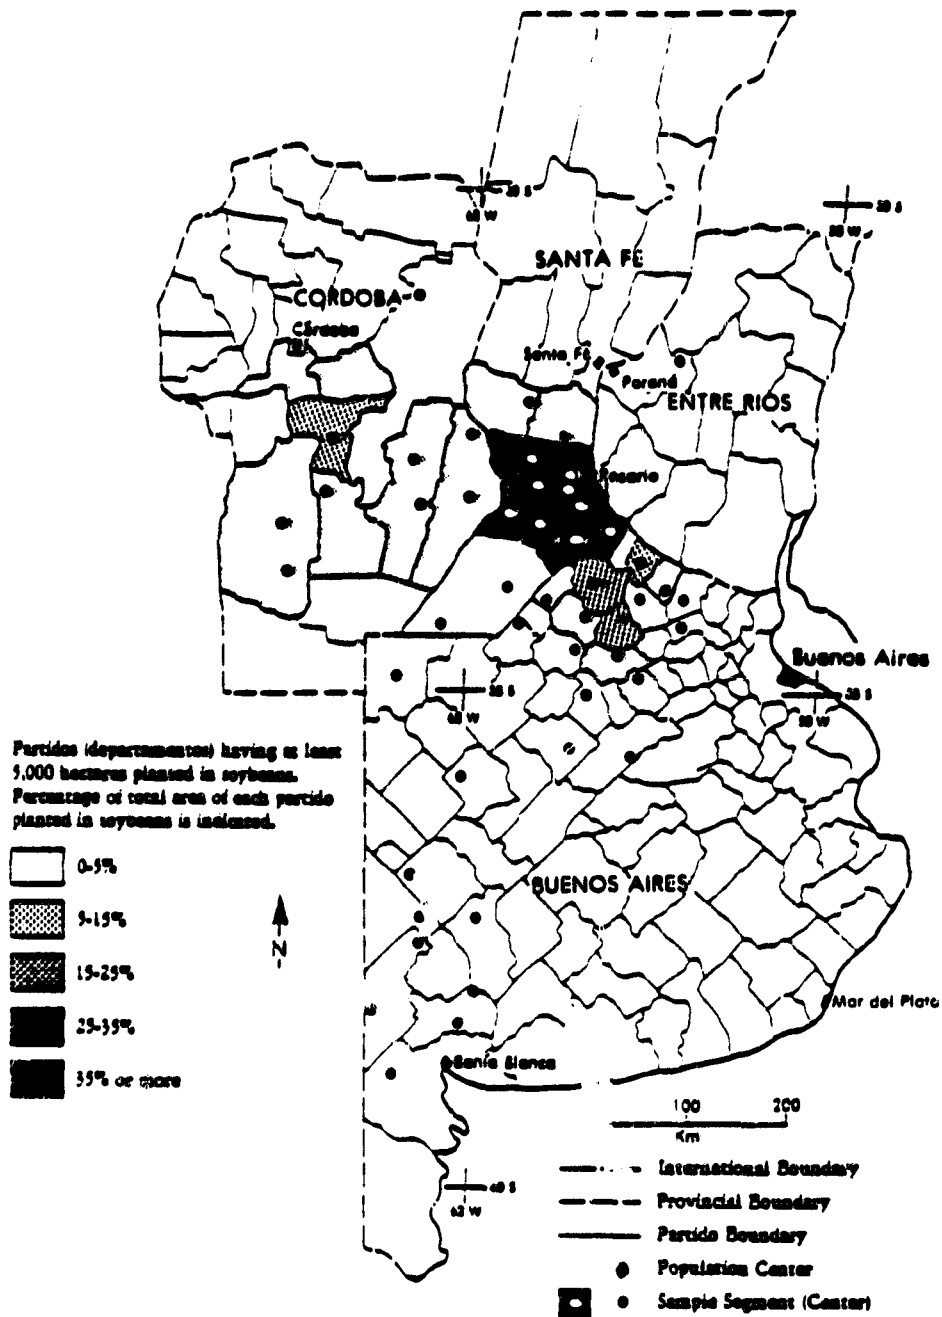 SANTA FE
CORDOBA
Córdoba
Santa Fé
Paraná
ENTRE RIOS
Rosario
Buenos Aires
35 S
Partidos (departamentos) having at least
5,000 hectares planted in soybeans.
Percentage of total area of each partido
planted in soybeans is indicated.
0-5%
5-15%
15-25%
25-35%
35% or more
N
BUENOS AIRES
Mar del Plata
Bahía Blanca
100 200
Km
International Boundary
Provincial Boundary
Partido Boundary
Population Center
Sample Segment (Center)